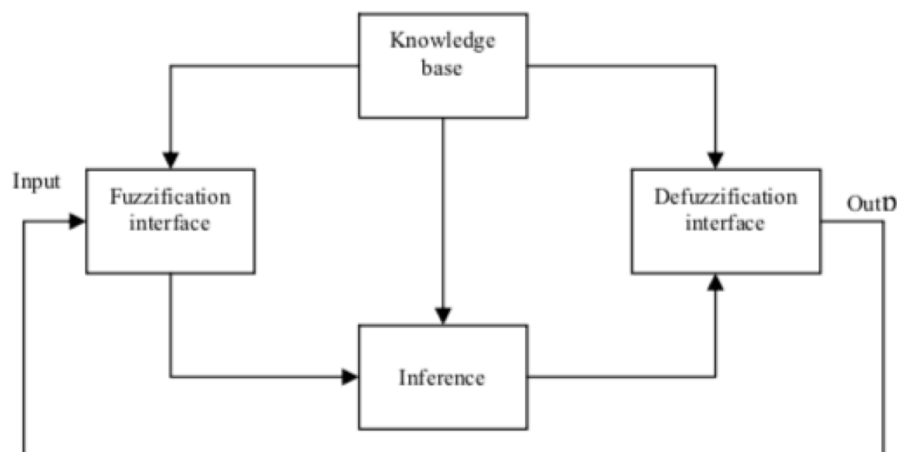 Knowledge
base
Input
Fuzzification
interface
Defuzzification
interface
Inference